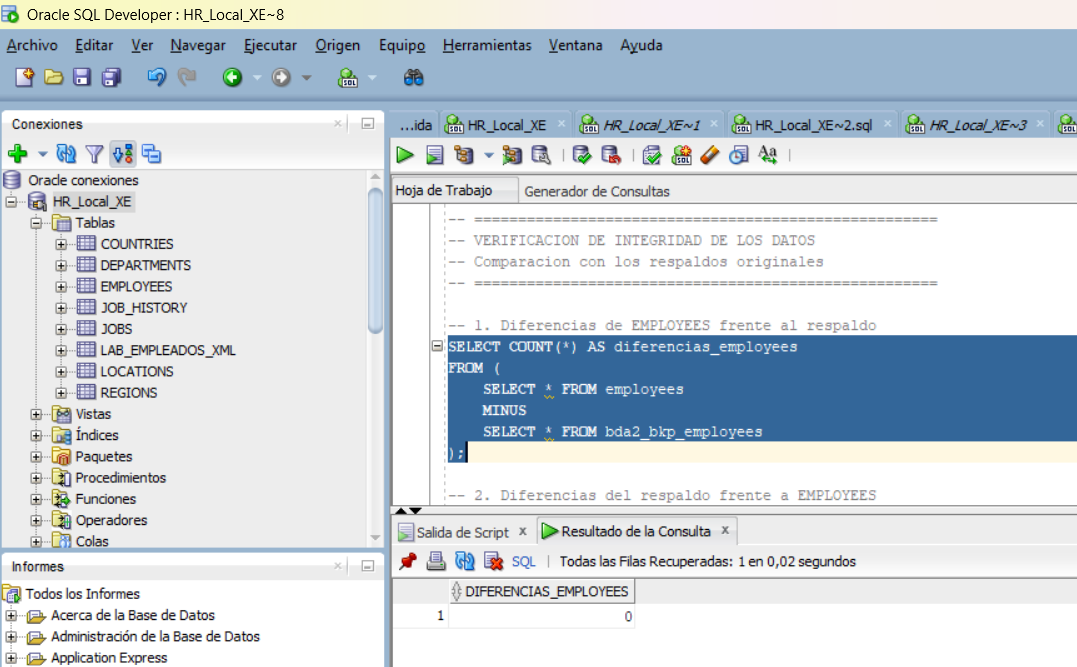 Oracle SQL Developer : HR_Local_XE~8
Archivo Editar Ver Navegar Ejecutar Origen Equipo Herramientas Ventana Ayuda
SQL
Conexiones
Oracle conexiones
HR_Local_XE
Tablas
COUNTRIES
DEPARTMENTS
EMPLOYEES
JOB_HISTORY
JOBS
LAB_EMPLEADOS_XML
LOCATIONS
REGIONS
Vistas
Índices
Paquetes
Procedimientos
Funciones
Operadores
Colas
Informes
Todos los Informes
Acerca de la Base de Datos
Administración de la Base de Datos
Application Express
...ida HR_Local_XE HR_Local_XE~1 HR_Local_XE~2.sql HR_Local_XE~3
Hoja de Trabajo Generador de Consultas
-- =====================================================
-- VERIFICACION DE INTEGRIDAD DE LOS DATOS
-- Comparacion con los respaldos originales
-- =====================================================
-- 1. Diferencias de EMPLOYEES frente al respaldo
SELECT COUNT(*) AS diferencias_employees
FROM (
SELECT * FROM employees
MINUS
SELECT * FROM bda2_bkp_employees
);
-- 2. Diferencias del respaldo frente a EMPLOYEES
Salida de Script x Resultado de la Consulta x
SQL | Todas las Filas Recuperadas: 1 en 0,02 segundos
DIFERENCIAS_EMPLOYEES
1 0